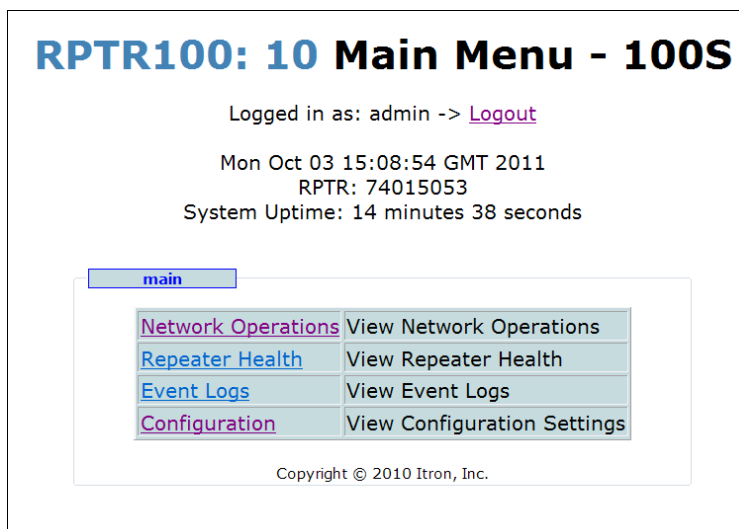 RPTR100: 10 Main Menu - 100S
Logged in as: admin -> Logout
Mon Oct 03 15:08:54 GMT 2011
RPTR: 74015053
System Uptime: 14 minutes 38 seconds
main
Network Operations View Network Operations
Repeater Health View Repeater Health
Event Logs View Event Logs
Configuration View Configuration Settings
Copyright © 2010 Itron, Inc.